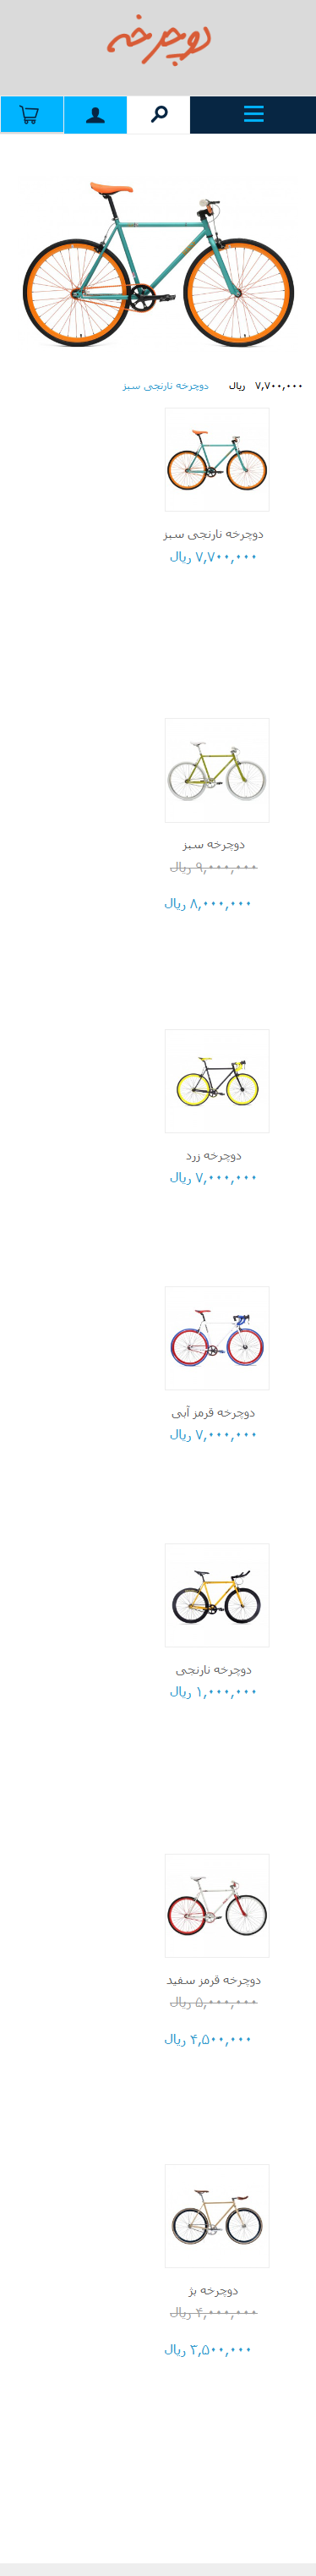 دوچرخه
۷,۷۰۰,۰۰۰ ریال دوچرخه نارنجی سبز
دوچرخه نارنجی سبز
۷,۷۰۰,۰۰۰ ریال
دوچرخه سبز
۹,۰۰۰,۰۰۰ ریال
۸,۰۰۰,۰۰۰ ریال
دوچرخه زرد
۷,۰۰۰,۰۰۰ ریال
دوچرخه قرمز آبی
۷,۰۰۰,۰۰۰ ریال
دوچرخه نارنجی
۱,۰۰۰,۰۰۰ ریال
دوچرخه قرمز سفید
۵,۰۰۰,۰۰۰ ریال
۴,۵۰۰,۰۰۰ ریال
دوچرخه بژ
۴,۰۰۰,۰۰۰ ریال
۳,۵۰۰,۰۰۰ ریال